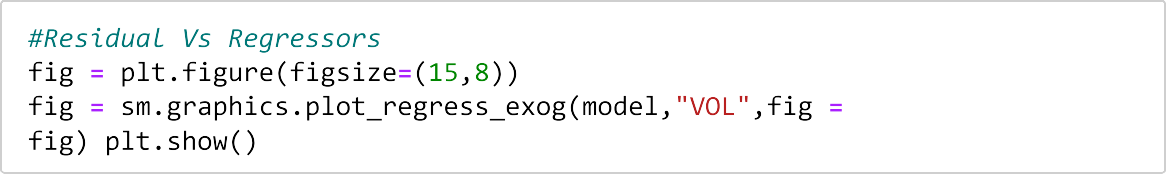 #Residual Vs Regressors
fig = plt.figure(figsize=(15,8))
fig = sm.graphics.plot_regress_exog(model,"VOL",fig =
fig) plt.show()